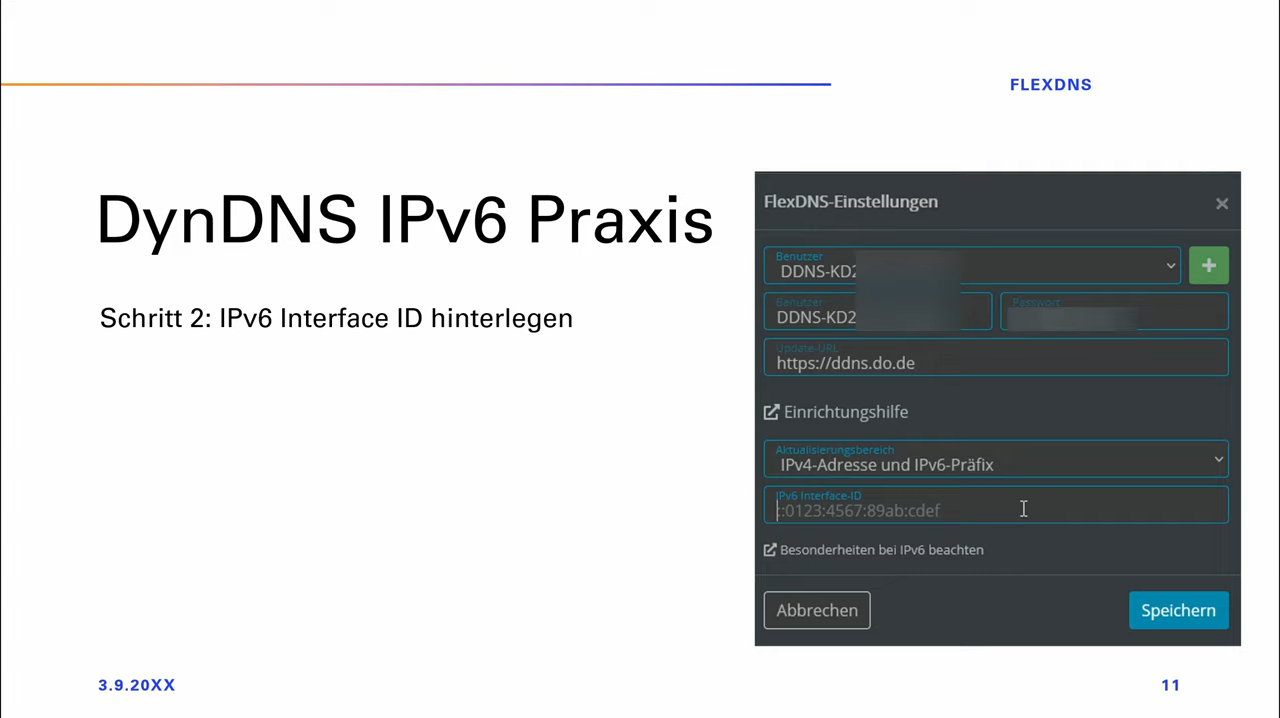 FLEXDNS
DynDNS IPv6 Praxis
Schritt 2: IPv6 Interface ID hinterlegen
FlexDNS-Einstellungen
×
Benutzer
DDNS-KD2
+
Benutzer
DDNS-KD2
Passwort
Update-URL
https://ddns.do.de
Einrichtungshilfe
Aktualisierungsbereich
IPv4-Adresse und IPv6-Präfix
IPv6 Interface-ID
::0123:4567:89ab:cdef
Besonderheiten bei IPv6 beachten
Abbrechen
Speichern
3.9.20XX
11